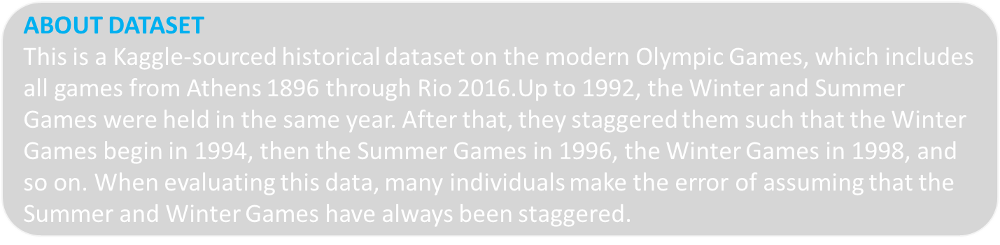 ABOUT DATASET
This is a Kaggle-sourced historical dataset on the modern Olympic Games, which includes
all games from Athens 1896 through Rio 2016.Up to 1992, the Winter and Summer
Games were held in the same year. After that, they staggered them such that the Winter
Games begin in 1994, then the Summer Games in 1996, the Winter Games in 1998, and
so on. When evaluating this data, many individuals make the error of assuming that the
Summer and Winter Games have always been staggered.